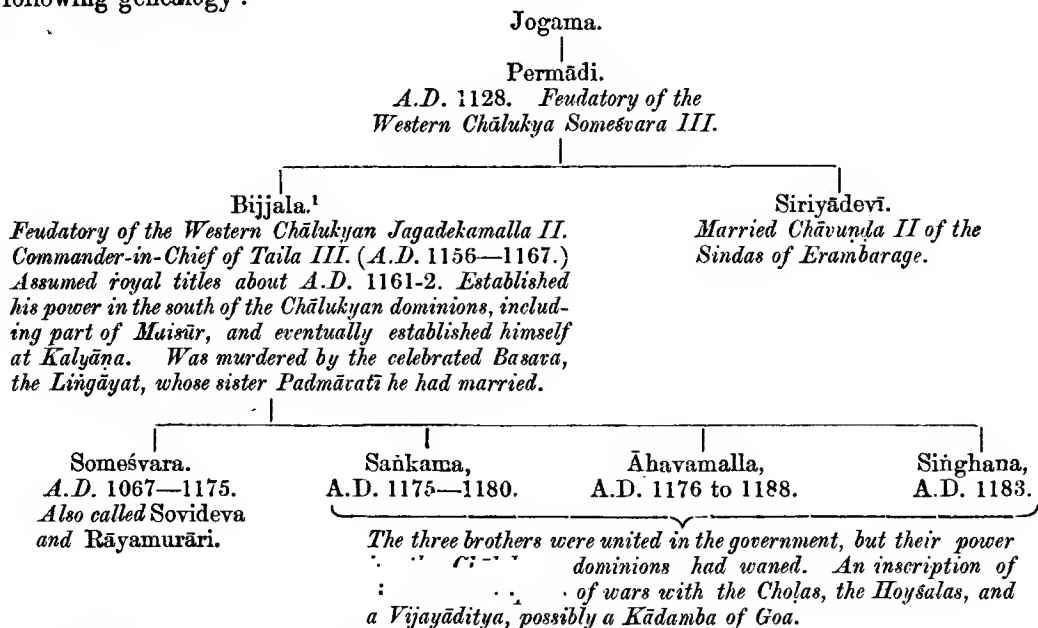 following genealogy :
Jogama.
Permādi.
A.D. 1128. Feudatory of the
Western Chālukya Someśvara III.
Bijjala.¹
Feudatory of the Western Chālukyan Jagadekamalla II.
Commander-in-Chief of Taila III. (A.D. 1156—1167.)
Assumed royal titles about A.D. 1161-2. Established
his power in the south of the Chālukyan dominions, includ-
ing part of Maisūr, and eventually established himself
at Kalyāṇa. Was murdered by the celebrated Basava,
the Liṅgāyat, whose sister Padmāvatī he had married.
Siriyādevī.
Married Chāvuṇḍa II of the
Sindas of Erambarage.
Someśvara.
A.D. 1067—1175.
Also called Sovideva
and Rāyamurāri.
Saṅkama,
A.D. 1175—1180.
Āhavamalla,
A.D. 1176 to 1188.
Siṅghana,
A.D. 1183.
The three brothers were united in the government, but their power
dominions had waned. An inscription of
of wars with the Choḷas, the Hoyśalas, and
a Vijayāditya, possibly a Kādamba of Goa.